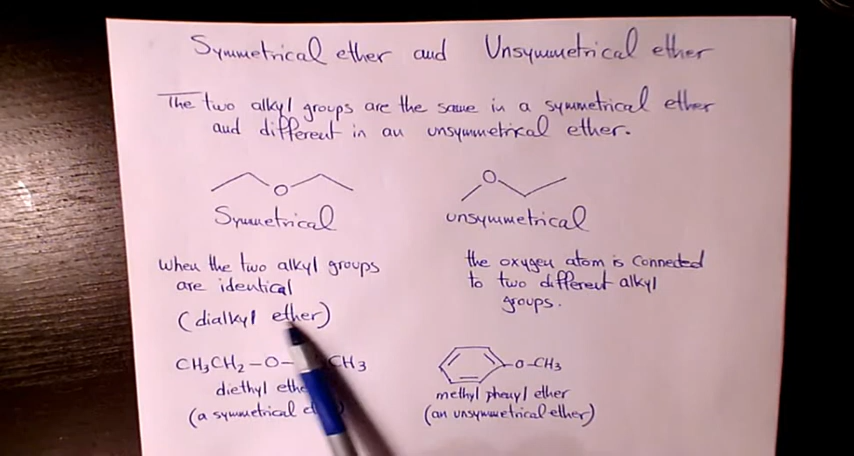 Symmetrical ether and Unsymmetrical ether
The two alkyl groups are the same in a symmetrical ether
and different in an unsymmetrical ether.
O
Symmetrical
O
unsymmetrical
when the two alkyl groups
are identical
(dialkyl ether)
the oxygen atom is connected
to two different alkyl
groups.
CH3CH2-O- CH3
diethyl
(a symmetrical
-O-CH3
methyl phenyl ether
(an unsymmetrical ether)